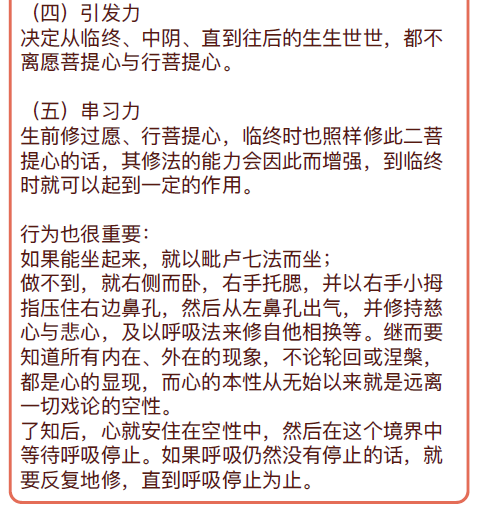 （四）引发力
决定从临终、中阴、直到往后的生生世世，都不
离愿菩提心与行菩提心。
（五）串习力
生前修过愿、行菩提心，临终时也照样修此二菩
提心的话，其修法的能力会因此而增强，到临终
时就可以起到一定的作用。
行为也很重要：
如果能坐起来，就以毗卢七法而坐；
做不到，就右侧而卧，右手托腮，并以右手小拇
指压住右边鼻孔，然后从左鼻孔出气，并修持慈
心与悲心，及以呼吸法来修自他相换等。继而要
知道所有内在、外在的现象，不论轮回或涅槃，
都是心的显现，而心的本性从无始以来就是远离
一切戏论的空性。
了知后，心就安住在空性中，然后在这个境界中
等待呼吸停止。如果呼吸仍然没有停止的话，就
要反复地修，直到呼吸停止为止。